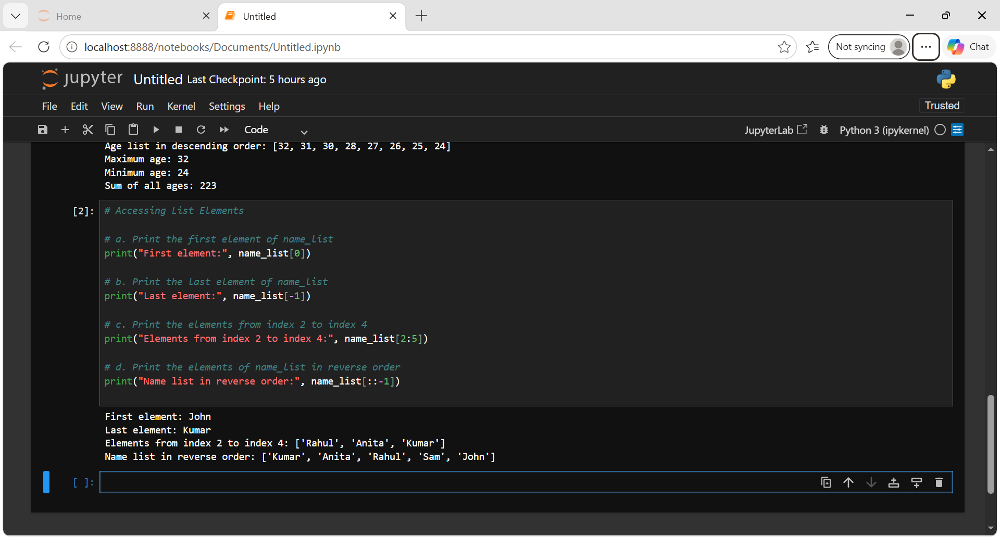 Home
Untitled
localhost:8888/notebooks/Documents/Untitled.ipynb
Not syncing
Chat
jupyter Untitled Last Checkpoint: 5 hours ago
File Edit View Run Kernel Settings Help
Trusted
Code
JupyterLab
Python 3 (ipykernel)
Age list in descending order: [32, 31, 30, 28, 27, 26, 25, 24]
Maximum age: 32
Minimum age: 24
Sum of all ages: 223
[2]:
# Accessing List Elements
# a. Print the first element of name_list
print("First element:", name_list[0])
# b. Print the last element of name_list
print("Last element:", name_list[-1])
# c. Print the elements from index 2 to index 4
print("Elements from index 2 to index 4:", name_list[2:5])
# d. Print the elements of name_list in reverse order
print("Name list in reverse order:", name_list[::-1])
First element: John
Last element: Kumar
Elements from index 2 to index 4: ['Rahul', 'Anita', 'Kumar']
Name list in reverse order: ['Kumar', 'Anita', 'Rahul', 'Sam', 'John']
[ ]: